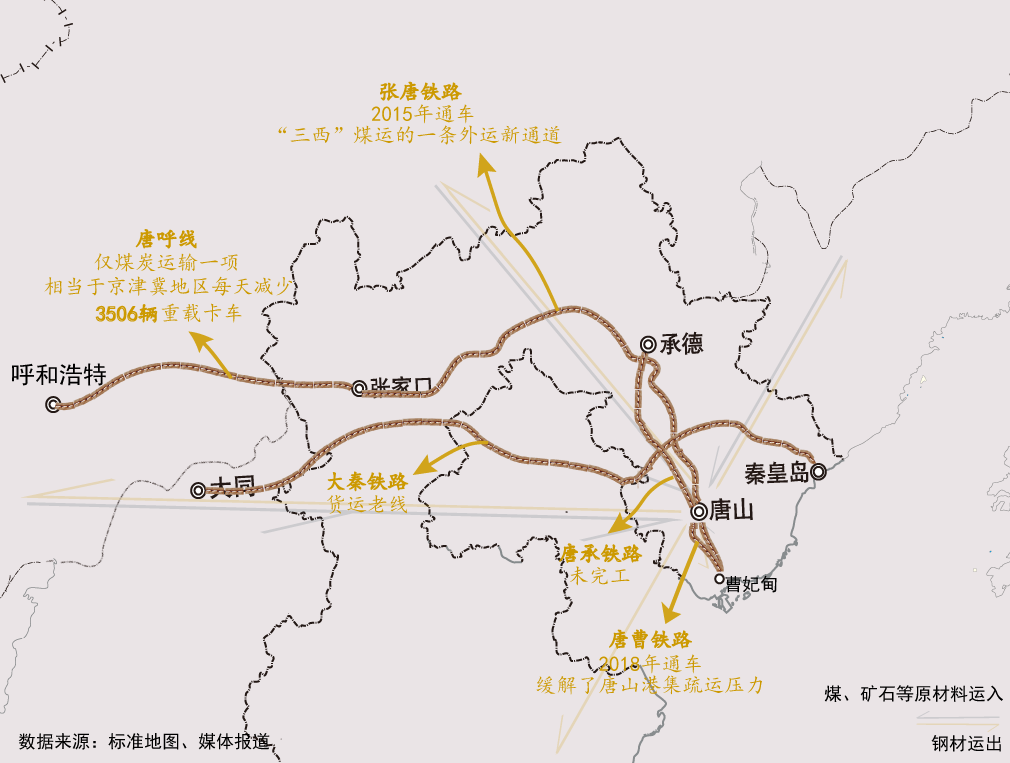 张唐铁路
2015年通车
“三西”煤运的一条外运新通道
唐呼线
仅煤炭运输一项
相当于京津冀地区每天减少
3506辆重载卡车
承德
呼和浩特
张家口
秦皇岛
大同
大秦铁路
货运老线
唐山
唐承铁路
未完工
曹妃甸
唐曹铁路
2018年通车
缓解了唐山港集疏运压力
煤、矿石等原材料运入
钢材运出
数据来源：标准地图、媒体报道